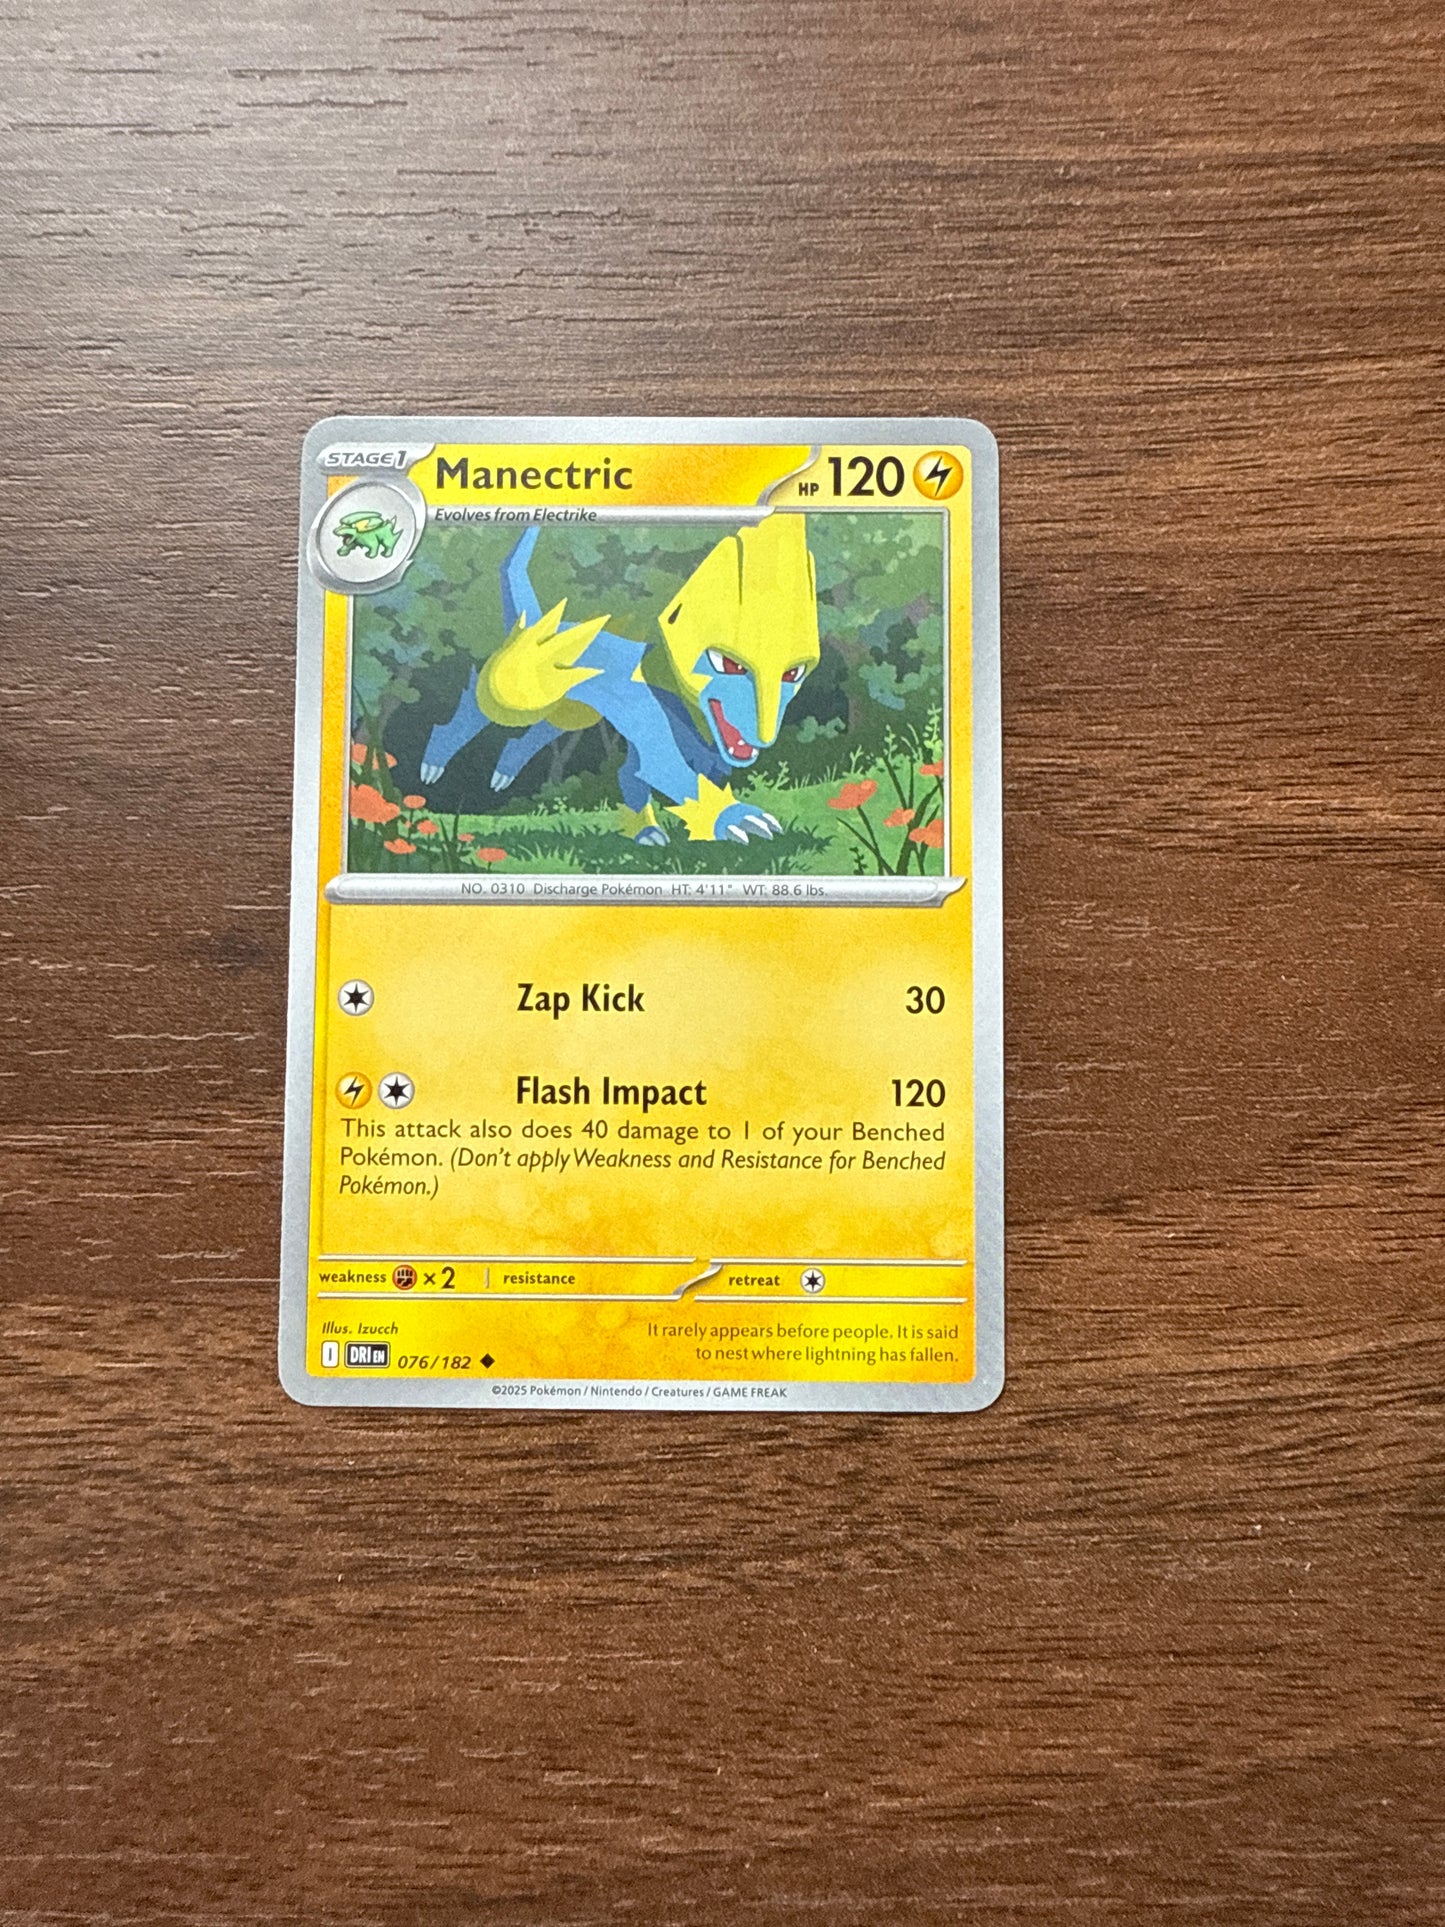 STAGE 1 Manectric HP 120
Evolves from Electrike
NO. 0310 Discharge Pokémon HT: 4'11" WT: 88.6 lbs.
Zap Kick 30
Flash Impact 120
This attack also does 40 damage to 1 of your Benched
Pokémon. (Don't apply Weakness and Resistance for Benched
Pokémon.)
weakness ×2 resistance retreat
Illus. Izucch
It rarely appears before people. It is said
to nest where lightning has fallen.
I DRI EN 076/182
©2025 Pokémon / Nintendo / Creatures / GAME FREAK